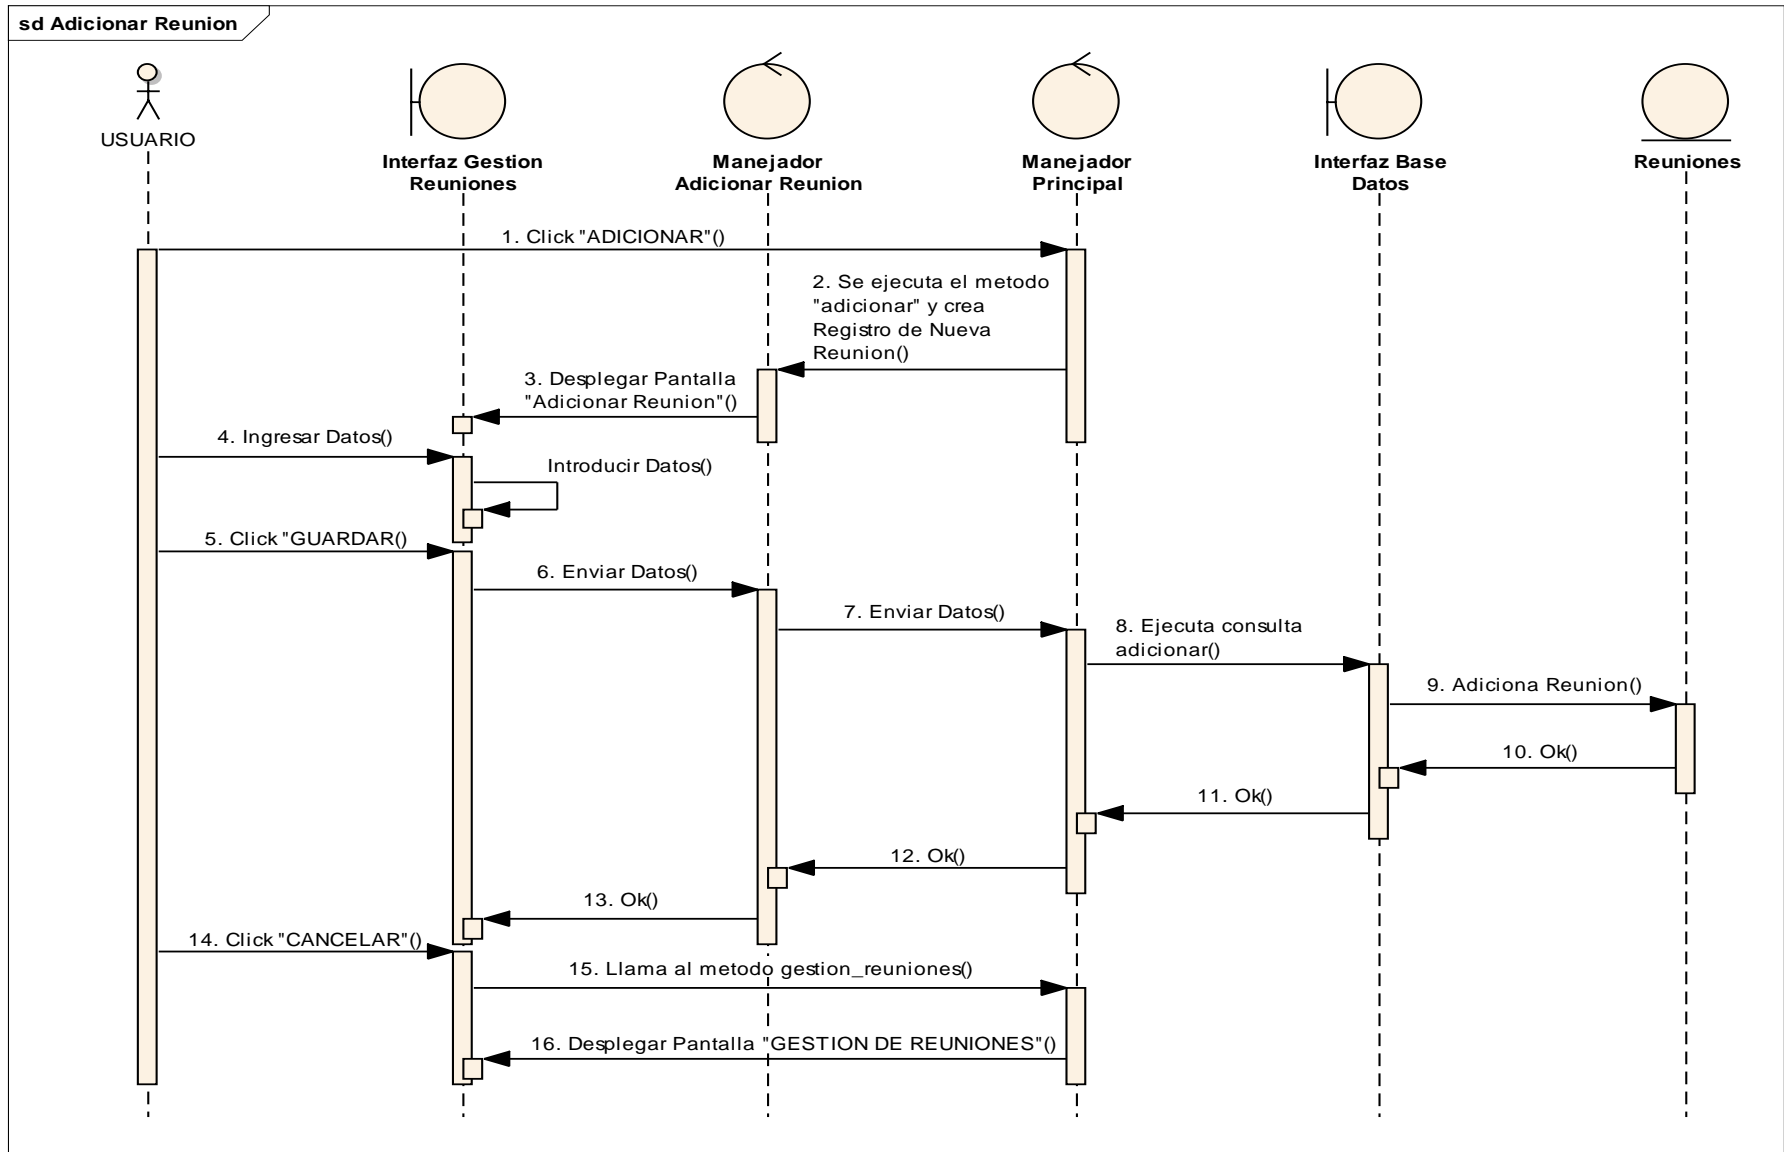 sd Adicionar Reunion
USUARIO
Interfaz Gestion
Reuniones
Manejador
Adicionar Reunion
Manejador
Principal
Interfaz Base
Datos
Reuniones
1. Click "ADICIONAR"()
2. Se ejecuta el metodo
"adicionar" y crea
Registro de Nueva
Reunion()
3. Desplegar Pantalla
"Adicionar Reunion"()
4. Ingresar Datos()
Introducir Datos()
5. Click "GUARDAR()
6. Enviar Datos()
7. Enviar Datos()
8. Ejecuta consulta
adicionar()
9. Adiciona Reunion()
10. Ok()
11. Ok()
12. Ok()
13. Ok()
14. Click "CANCELAR"()
15. Llama al metodo gestion_reuniones()
16. Desplegar Pantalla "GESTION DE REUNIONES"()